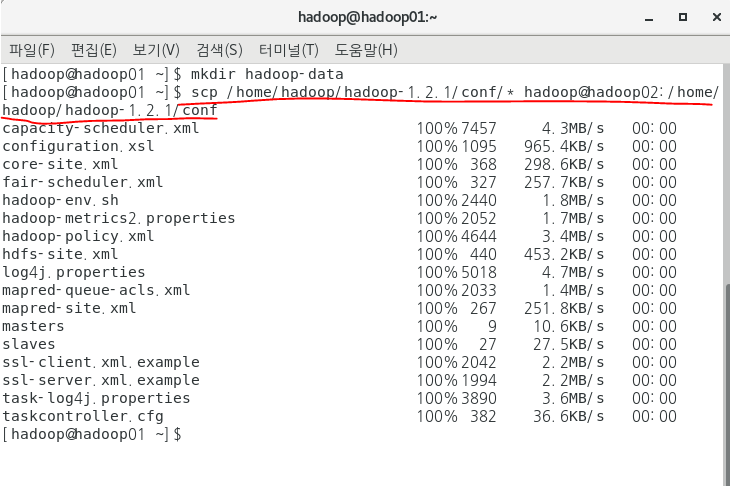 hadoop@hadoop01:~
파일(F) 편집(E) 보기(V) 검색(S) 터미널(T) 도움말(H)
[hadoop@hadoop01 ~]$ mkdir hadoop-data
[hadoop@hadoop01 ~]$ scp /home/hadoop/hadoop-1.2.1/conf/* hadoop@hadoop02:/home/
hadoop/hadoop-1.2.1/conf
capacity-scheduler.xml 100% 7457 4.3MB/s 00:00
configuration.xsl 100% 1095 965.4KB/s 00:00
core-site.xml 100% 368 298.6KB/s 00:00
fair-scheduler.xml 100% 327 257.7KB/s 00:00
hadoop-env.sh 100% 2440 1.8MB/s 00:00
hadoop-metrics2.properties 100% 2052 1.7MB/s 00:00
hadoop-policy.xml 100% 4644 3.4MB/s 00:00
hdfs-site.xml 100% 440 453.2KB/s 00:00
log4j.properties 100% 5018 4.7MB/s 00:00
mapred-queue-acls.xml 100% 2033 1.4MB/s 00:00
mapred-site.xml 100% 267 251.8KB/s 00:00
masters 100% 9 10.6KB/s 00:00
slaves 100% 27 27.5KB/s 00:00
ssl-client.xml.example 100% 2042 2.2MB/s 00:00
ssl-server.xml.example 100% 1994 2.2MB/s 00:00
task-log4j.properties 100% 3890 3.6MB/s 00:00
taskcontroller.cfg 100% 382 36.6KB/s 00:00
[hadoop@hadoop01 ~]$